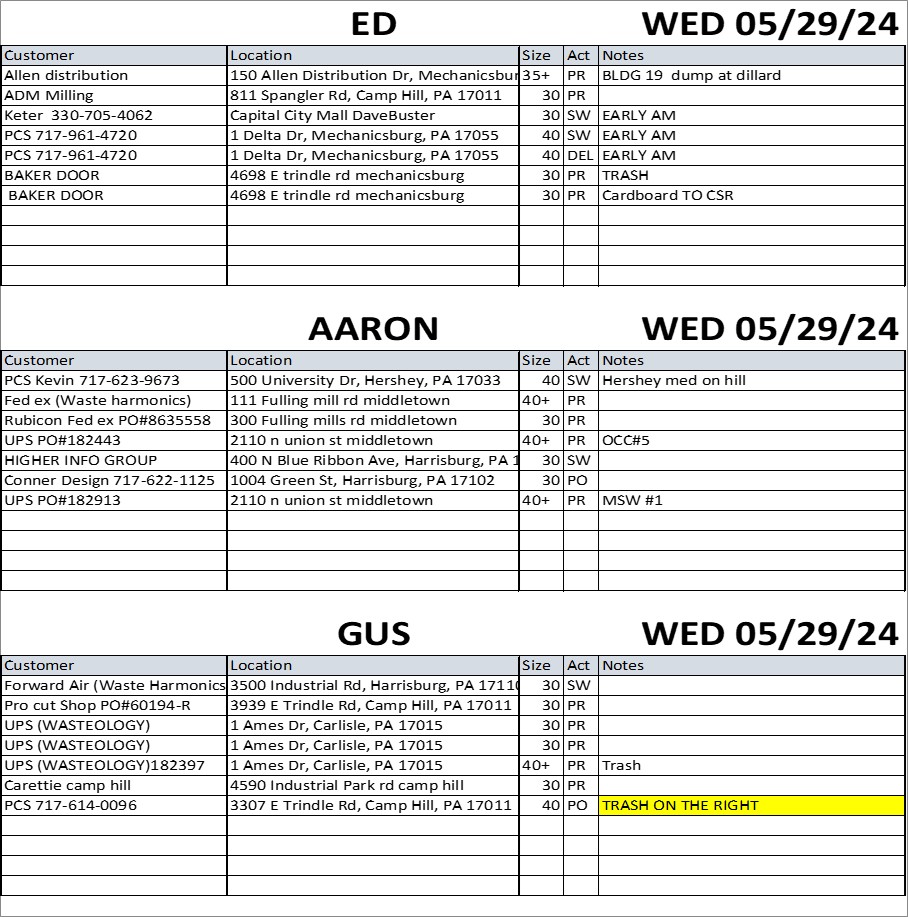 ED WED 05/29/24
Customer Location Size Act Notes
Allen distribution 150 Allen Distribution Dr, Mechanicsbur 35+ PR BLDG 19 dump at dillard
ADM Milling 811 Spangler Rd, Camp Hill, PA 17011 30 PR
Keter 330-705-4062 Capital City Mall DaveBuster 30 SW EARLY AM
PCS 717-961-4720 1 Delta Dr, Mechanicsburg, PA 17055 40 SW EARLY AM
PCS 717-961-4720 1 Delta Dr, Mechanicsburg, PA 17055 40 DEL EARLY AM
BAKER DOOR 4698 E trindle rd mechanicsburg 30 PR TRASH
BAKER DOOR 4698 E trindle rd mechanicsburg 30 PR Cardboard TO CSR
AARON WED 05/29/24
Customer Location Size Act Notes
PCS Kevin 717-623-9673 500 University Dr, Hershey, PA 17033 40 SW Hershey med on hill
Fed ex (Waste harmonics) 111 Fulling mill rd middletown 40+ PR
Rubicon Fed ex PO#8635558 300 Fulling mills rd middletown 30 PR
UPS PO#182443 2110 n union st middletown 40+ PR OCC#5
HIGHER INFO GROUP 400 N Blue Ribbon Ave, Harrisburg, PA 1 30 SW
Conner Design 717-622-1125 1004 Green St, Harrisburg, PA 17102 30 PO
UPS PO#182913 2110 n union st middletown 40+ PR MSW #1
GUS WED 05/29/24
Customer Location Size Act Notes
Forward Air (Waste Harmonics 3500 Industrial Rd, Harrisburg, PA 17110 30 SW
Pro cut Shop PO#60194-R 3939 E Trindle Rd, Camp Hill, PA 17011 30 PR
UPS (WASTEOLOGY) 1 Ames Dr, Carlisle, PA 17015 30 PR
UPS (WASTEOLOGY) 1 Ames Dr, Carlisle, PA 17015 30 PR
UPS (WASTEOLOGY)182397 1 Ames Dr, Carlisle, PA 17015 40+ PR Trash
Carettie camp hill 4590 Industrial Park rd camp hill 30 PR
PCS 717-614-0096 3307 E Trindle Rd, Camp Hill, PA 17011 40 PO TRASH ON THE RIGHT